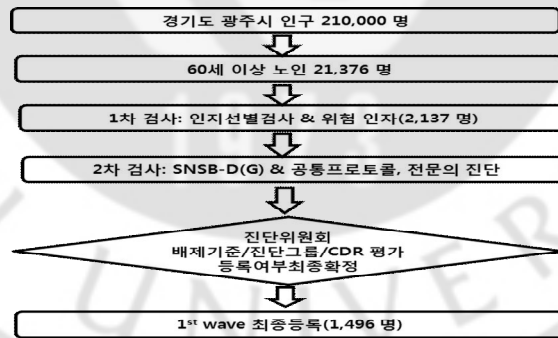 경기도 광주시 인구 210,000 명
60세 이상 노인 21,376 명
1차 검사: 인지선별검사 & 위험 인자(2,137 명)
2차 검사: SNSB-D(G) & 공통프로토콜, 전문의 진단
진단위원회
배제기준/진단그룹/CDR 평가
등록여부최종확정
1st wave 최종등록(1,496 명)